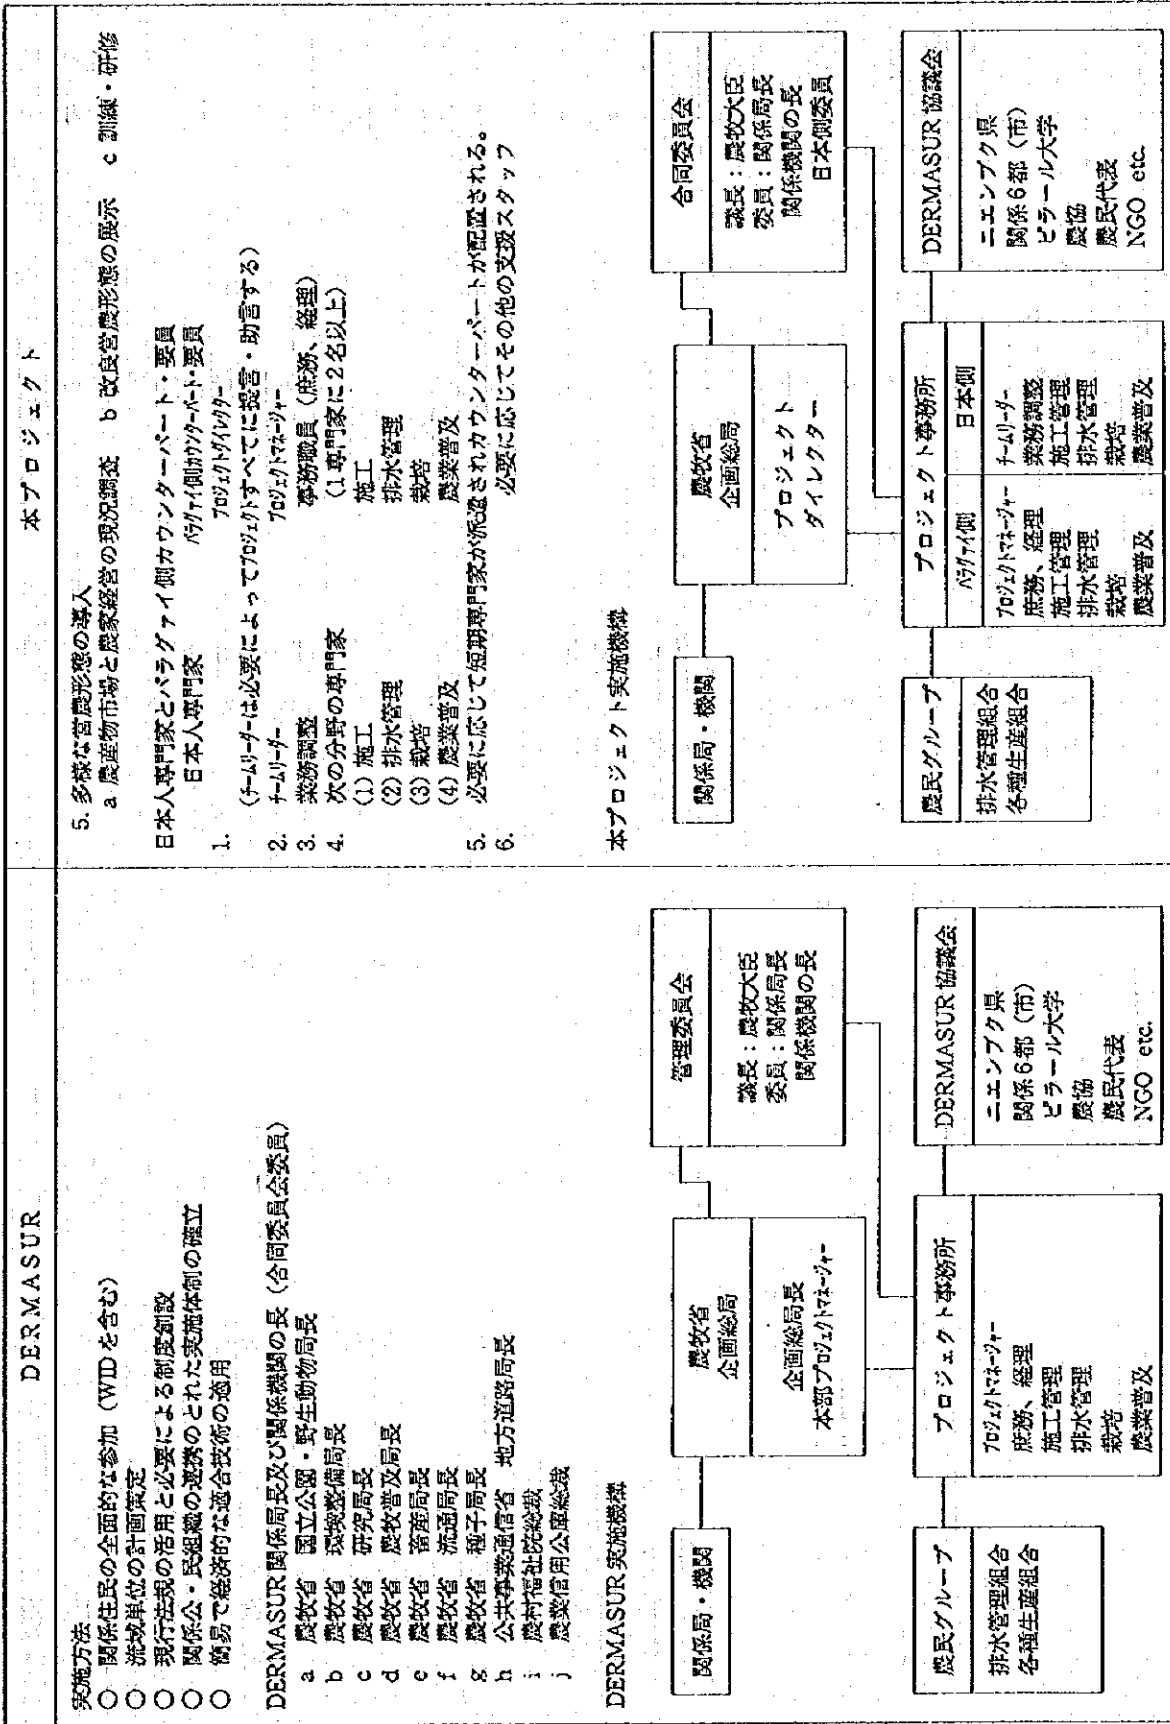 DERMASUR
実施方法
○ 関係住民の全面的な参加（WIDを含む）
○ 流域単位の計画策定
○ 現行法規の活用と必要による制度創設
○ 関係公・民組織の連携のとれた実施体制の確立
○ 簡易で経済的な適合技術の適用
DERMASUR関係局長及び関係機関の長（合同委員会委員）
a 農牧省 国立公園・野生動物局長
b 農牧省 環境整備局長
c 農牧省 研究局長
d 農牧省 農牧普及局長
e 農牧省 畜産局長
f 農牧省 流通局長
g 農牧省 種子局長
h 公共事業通信省 地方道路局長
i 農村福祉院総裁
j 農業信用公庫総裁
DERMASUR実施機構
関係局・機関
農牧省
企画総局
企画総局長
本部プロジェクトマネージャー
管理委員会
議長：農牧大臣
委員：関係局長
関係機関の長
農民グループ
排水管理組合
各種生産組合
プロジェクト事務所
プロジェクトマネージャー
庶務、経理
施工管理
排水管理
栽培
農業普及
DERMASUR協議会
ニエンブク県
関係6郡（市）
ピラール大学
農協
農民代表
NGO etc.
本プロジェクト
5. 多様な営農形態の導入
a 農産物市場と農家経営の現況調査 b 改良営農形態の展示 c 訓練・研修
日本人専門家とパラグァイ側カウンターパート・要員
日本人専門家 パラグァイ側カウンターパート・要員
1. プロジェクトダイレクター
（チームリーダーは必要によってプロジェクトすべてに提言・助言する）
2. チームリーダー プロジェクトマネージャー
3. 業務調整 事務職員（庶務、経理）
4. 次の分野の専門家 （1専門家に2名以上）
(1) 施工 施工
(2) 排水管理 排水管理
(3) 栽培 栽培
(4) 農業普及 農業普及
5. 必要に応じて短期専門家が派遣されカウンターパートが配置される。
6. 必要に応じてその他の支援スタッフ
本プロジェクト実施機構
関係局・機関
農牧省
企画総局
プロジェクト
ダイレクター
合同委員会
議長：農牧大臣
委員：関係局長
関係機関の長
日本側委員
農民グループ
排水管理組合
各種生産組合
プロジェクト事務所
パラグァイ側 日本側
プロジェクトマネージャー チームリーダー
庶務、経理 業務調整
施工管理 施工管理
排水管理 排水管理
栽培 栽培
農業普及 農業普及
DERMASUR協議会
ニエンブク県
関係6郡（市）
ピラール大学
農協
農民代表
NGO etc.